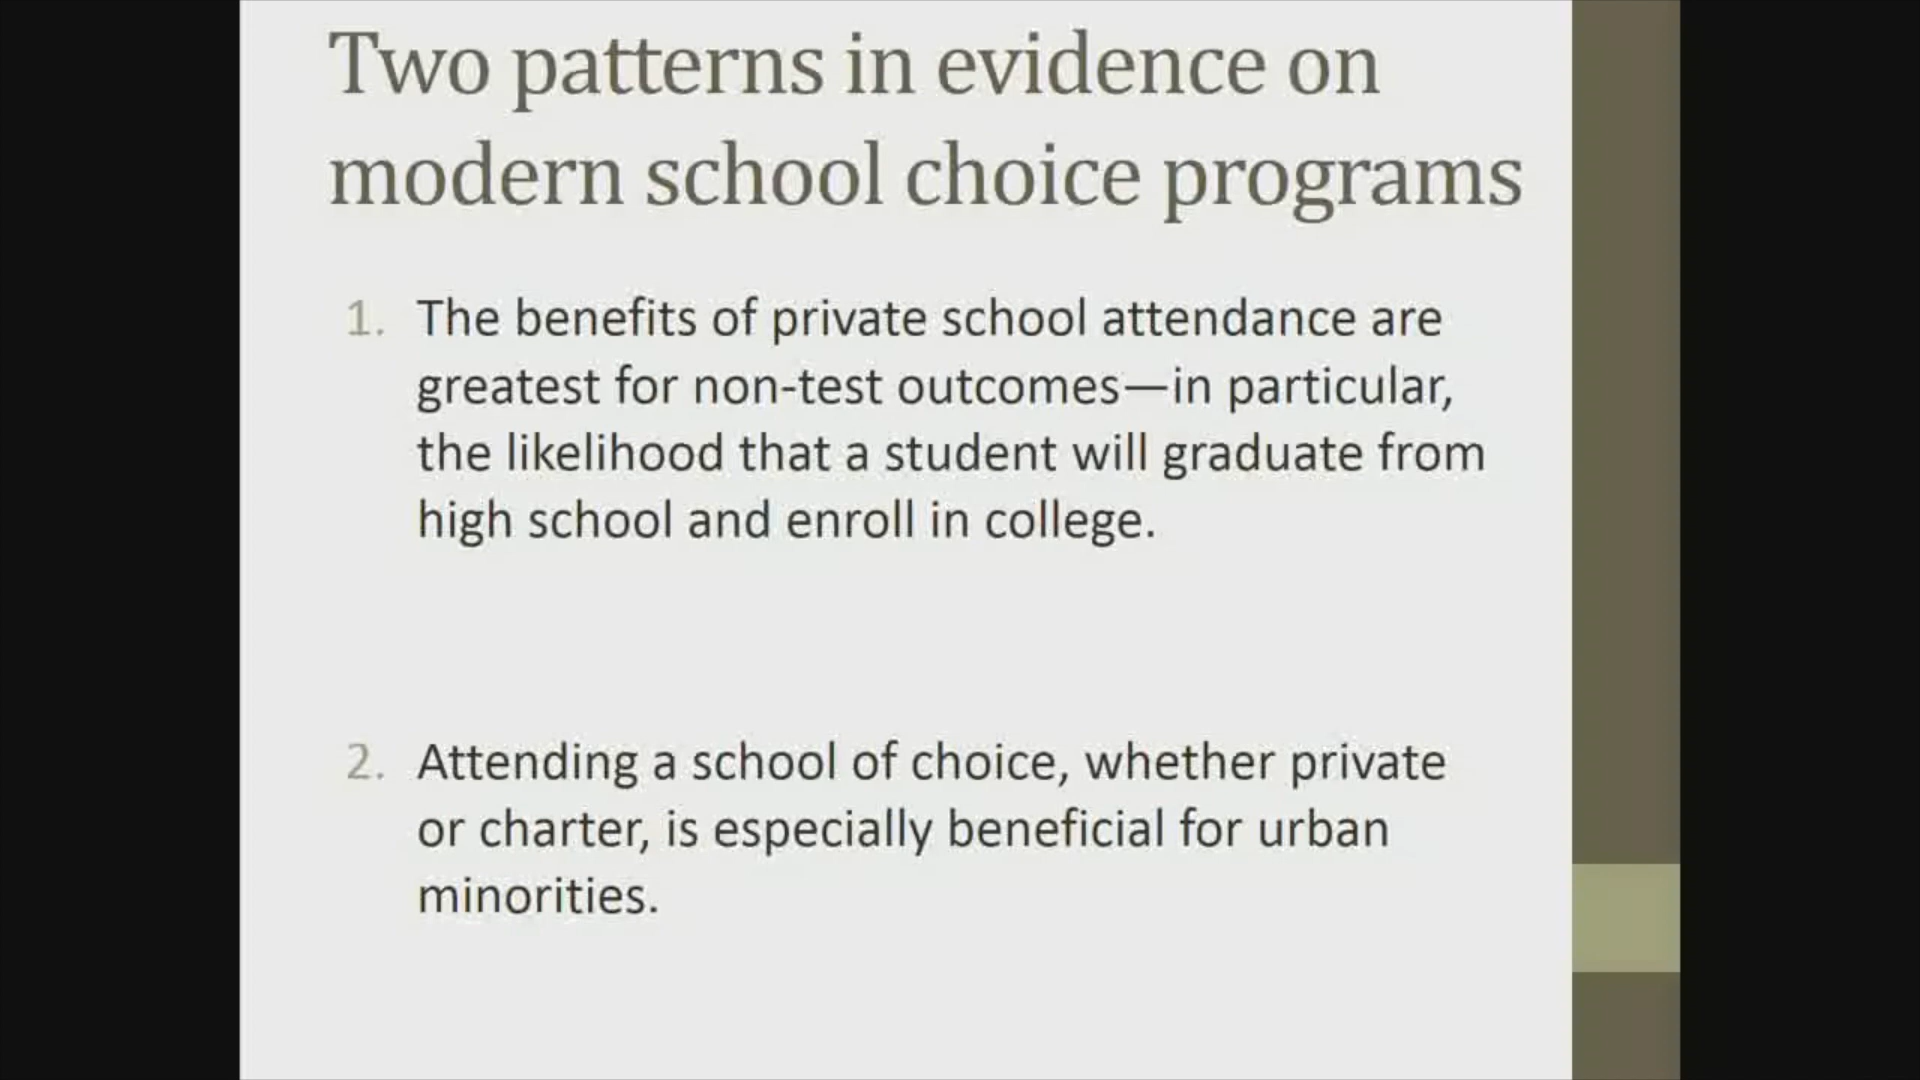 Two patterns in evidence on
modern school choice programs
1. The benefits of private school attendance are
greatest for non-test outcomes—in particular,
the likelihood that a student will graduate from
high school and enroll in college.
2. Attending a school of choice, whether private
or charter, is especially beneficial for urban
minorities.